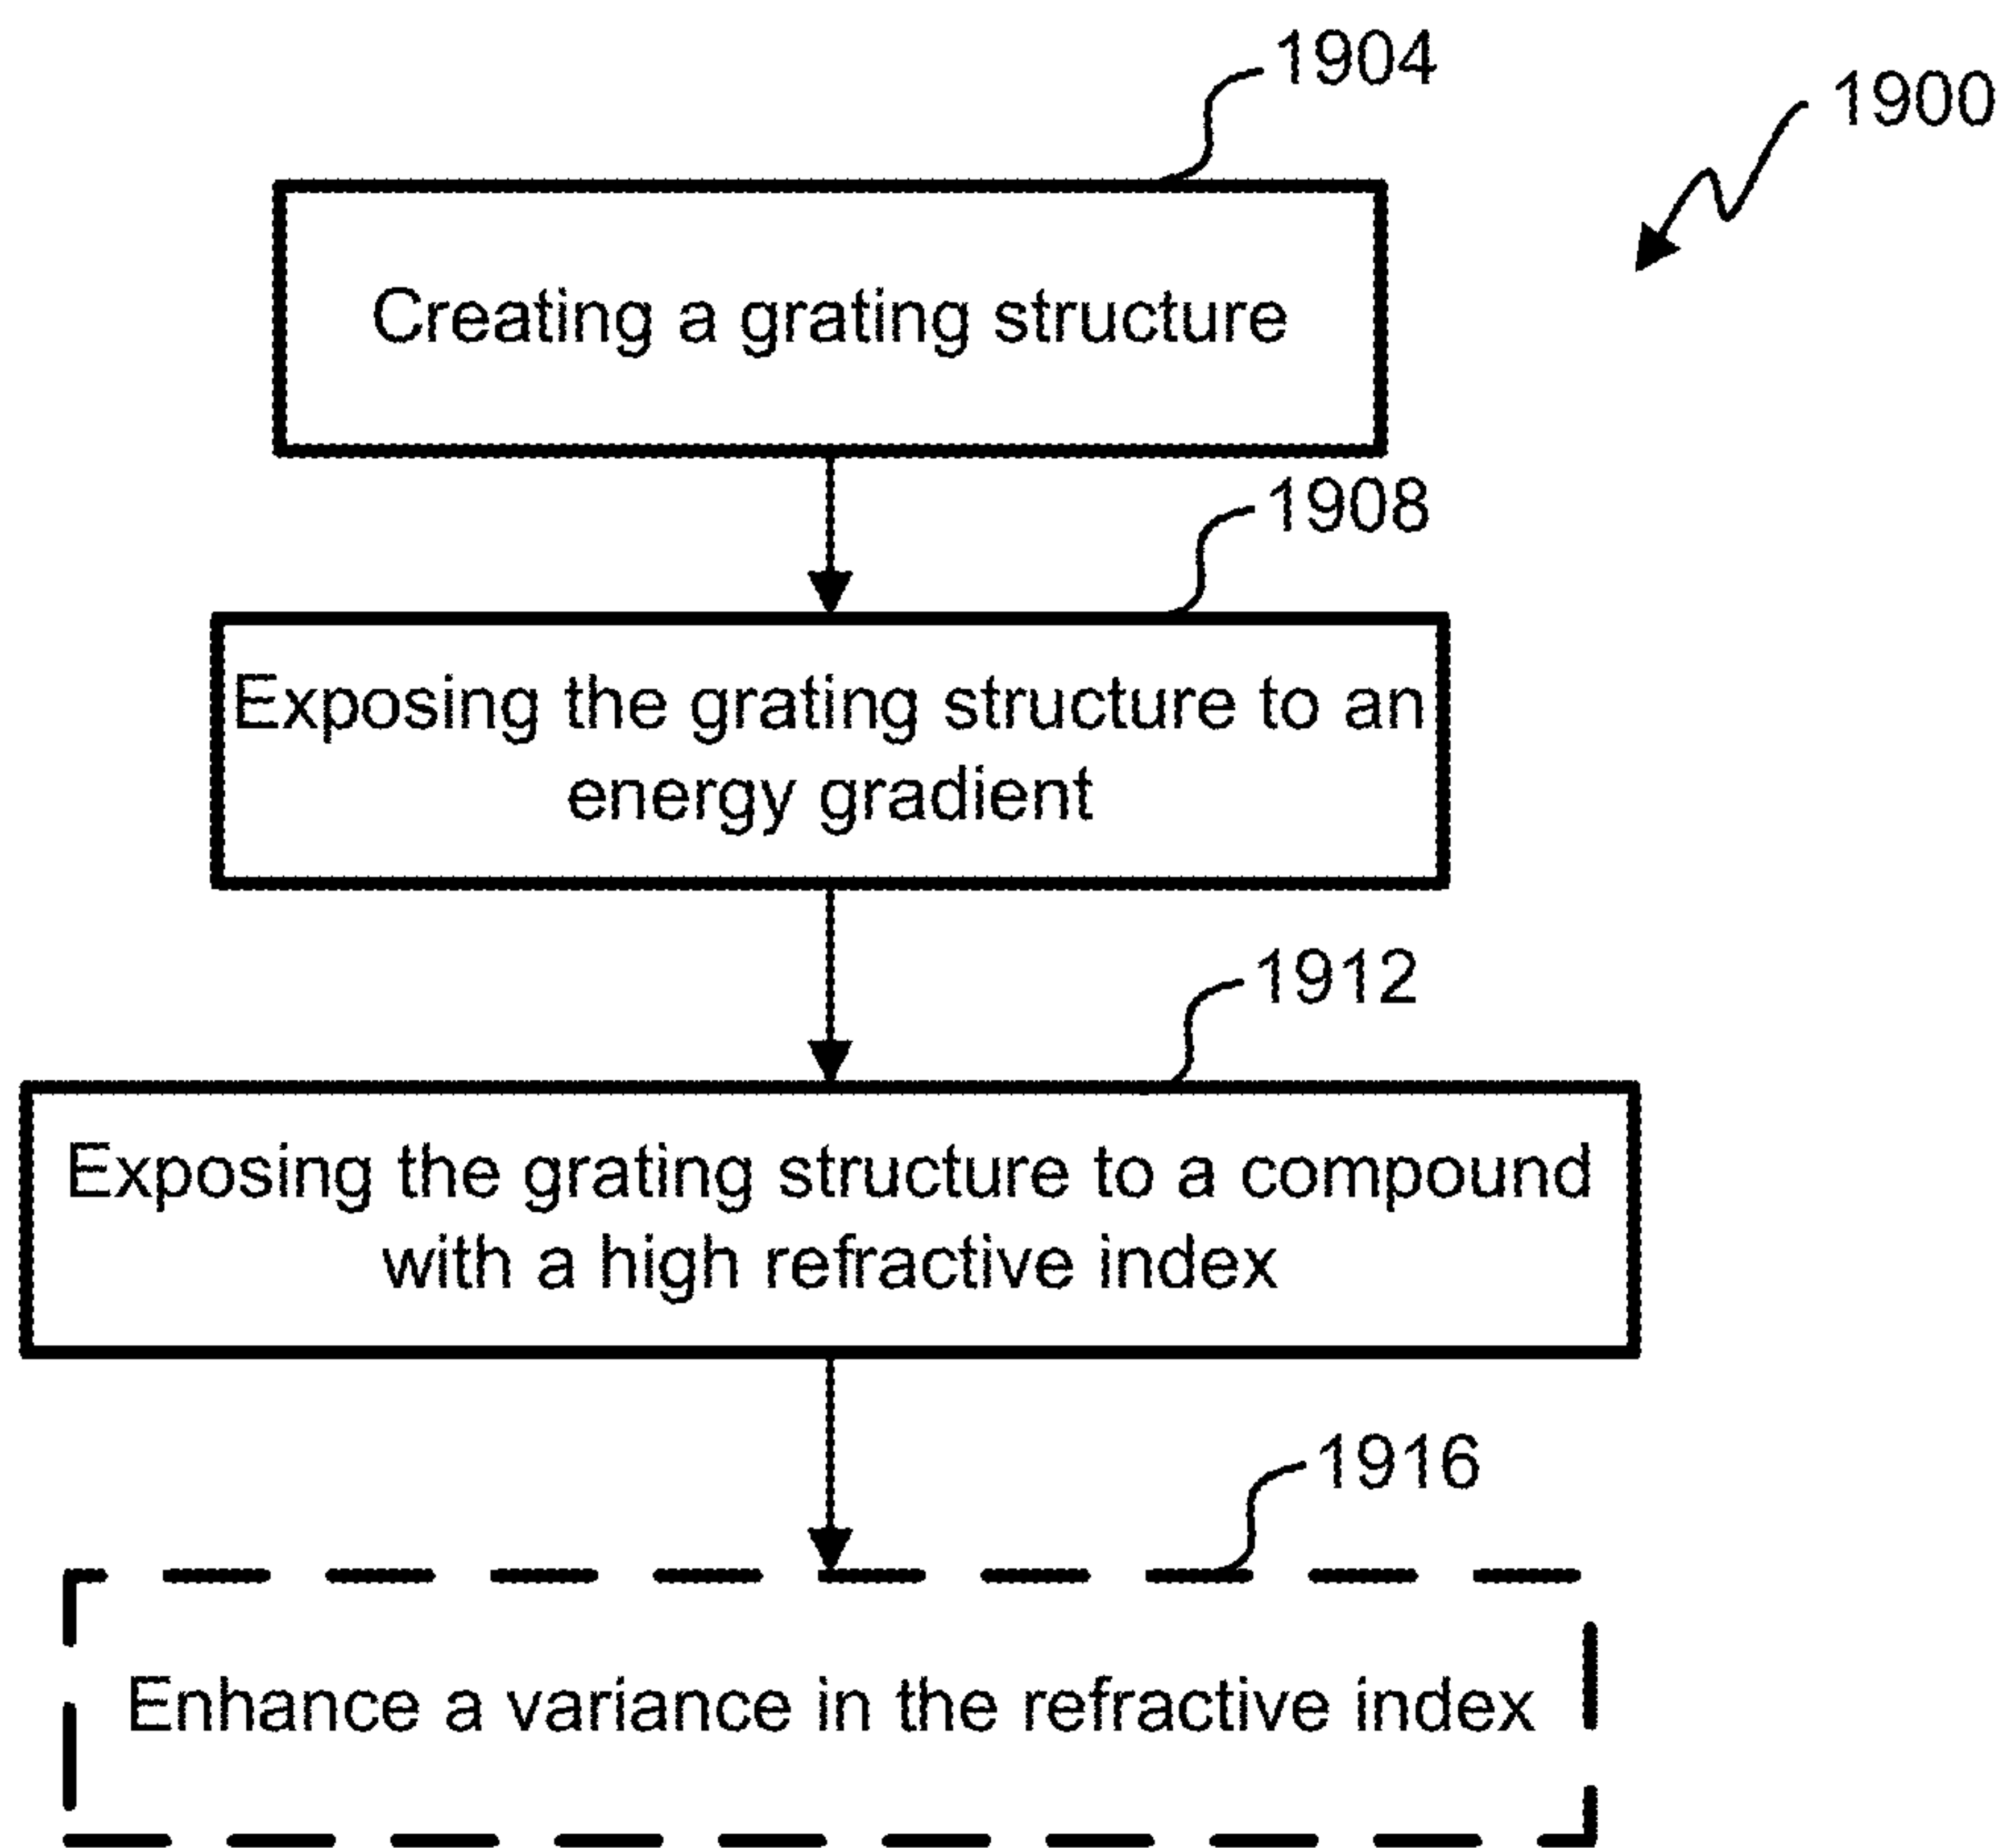 1904
1900
Creating a grating structure
1908
Exposing the grating structure to an
energy gradient
1912
Exposing the grating structure to a compound
with a high refractive index
1916
Enhance a variance in the refractive index